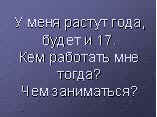 У меня растут года,
будет и 17.
Кем работать мне
тогда?
Чем заниматься?